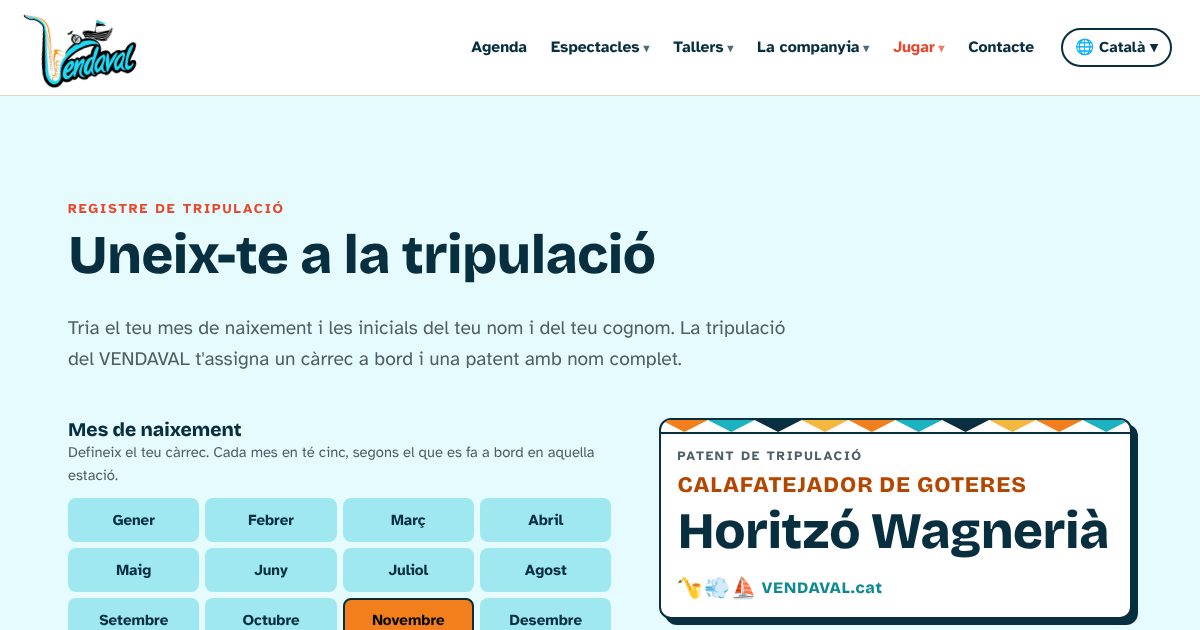 Vendaval
Agenda
Espectacles ▾
Tallers ▾
La companyia ▾
Jugar ▾
Contacte
🌐 Català ▾
REGISTRE DE TRIPULACIÓ
Uneix-te a la tripulació
Tria el teu mes de naixement i les inicials del teu nom i del teu cognom. La tripulació
del VENDAVAL t'assigna un càrrec a bord i una patent amb nom complet.
Mes de naixement
Defineix el teu càrrec. Cada mes en té cinc, segons el que es fa a bord en aquella
estació.
Gener
Febrer
Març
Abril
Maig
Juny
Juliol
Agost
Setembre
Octubre
Novembre
Desembre
PATENT DE TRIPULACIÓ
CALAFATEJADOR DE GOTERES
Horitzó Wagnerià
🎷💨⛵ VENDAVAL.cat